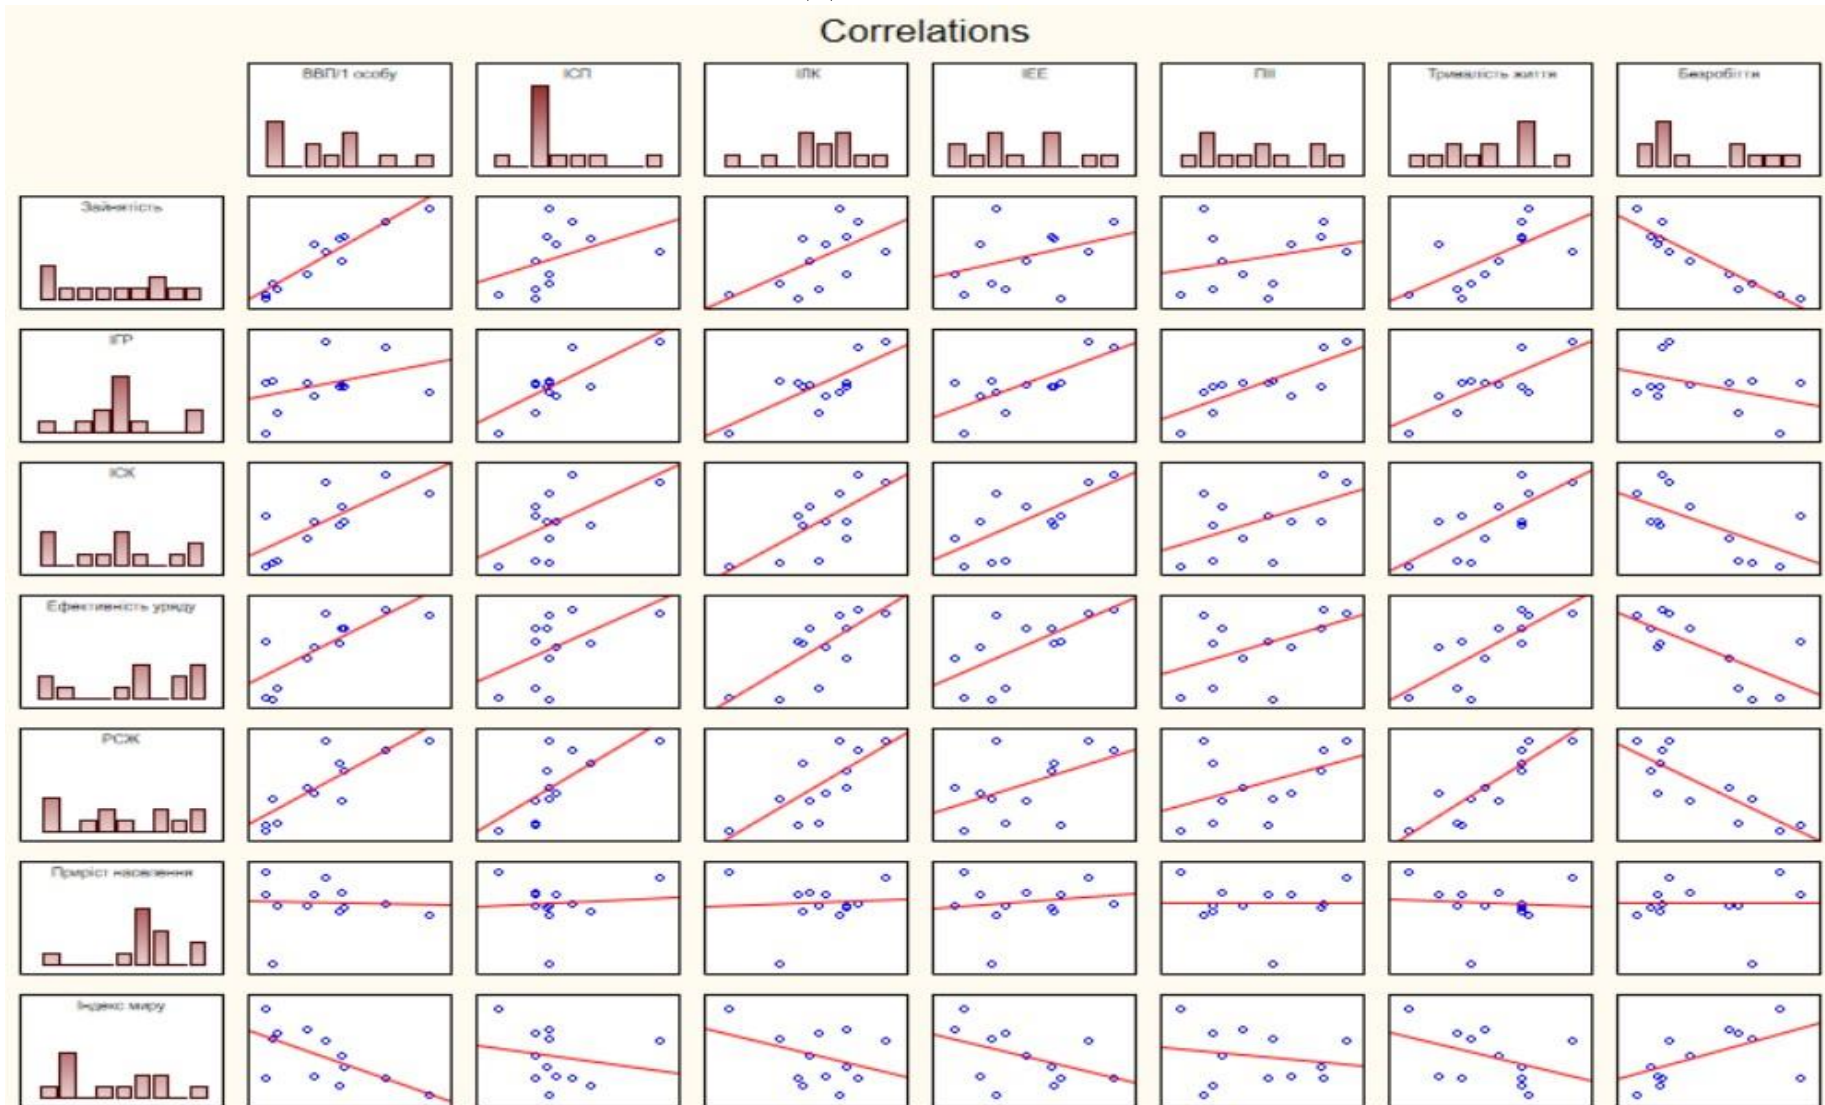 Correlations
ВВП/1 особу
ІСП
ІЛК
ІЕЕ
ПІІ
Тривалість життя
Безробіття
Зайнятість
ІГР
ІСК
Ефективність уряду
РСЖ
Приріст населення
Індекс миру